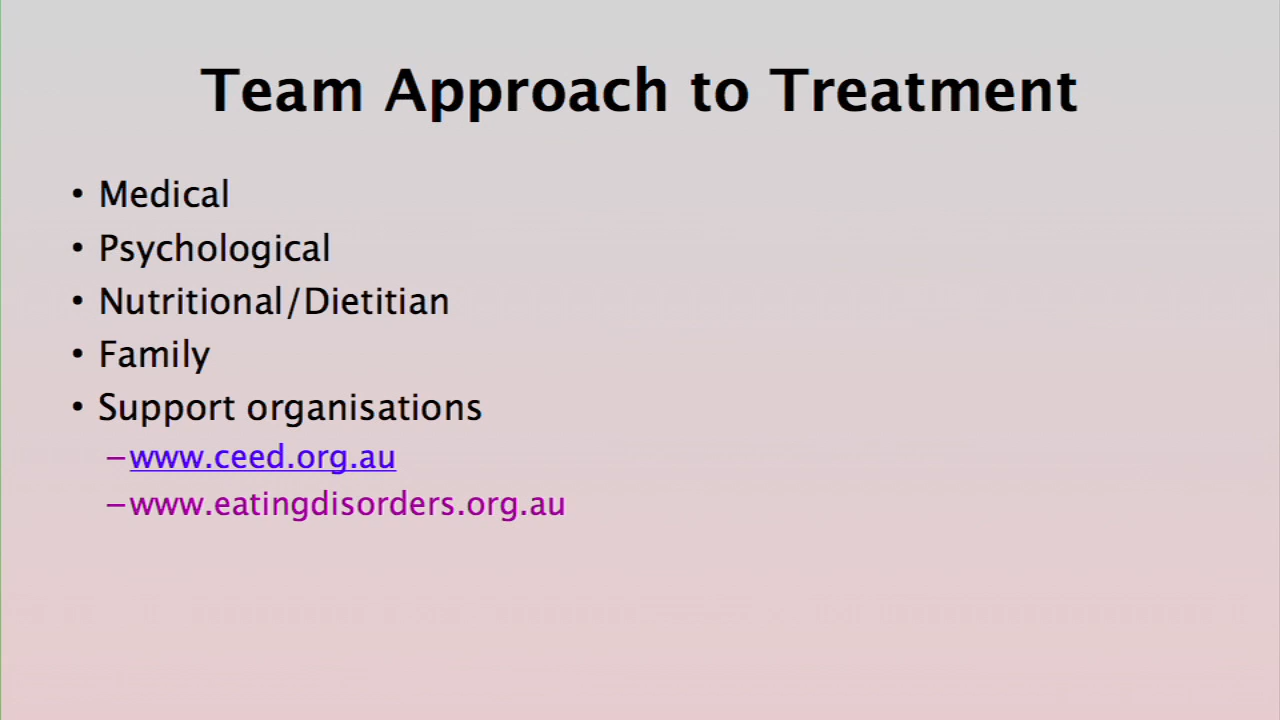 Team Approach to Treatment
• Medical
• Psychological
• Nutritional/Dietitian
• Family
• Support organisations
–www.ceed.org.au
–www.eatingdisorders.org.au